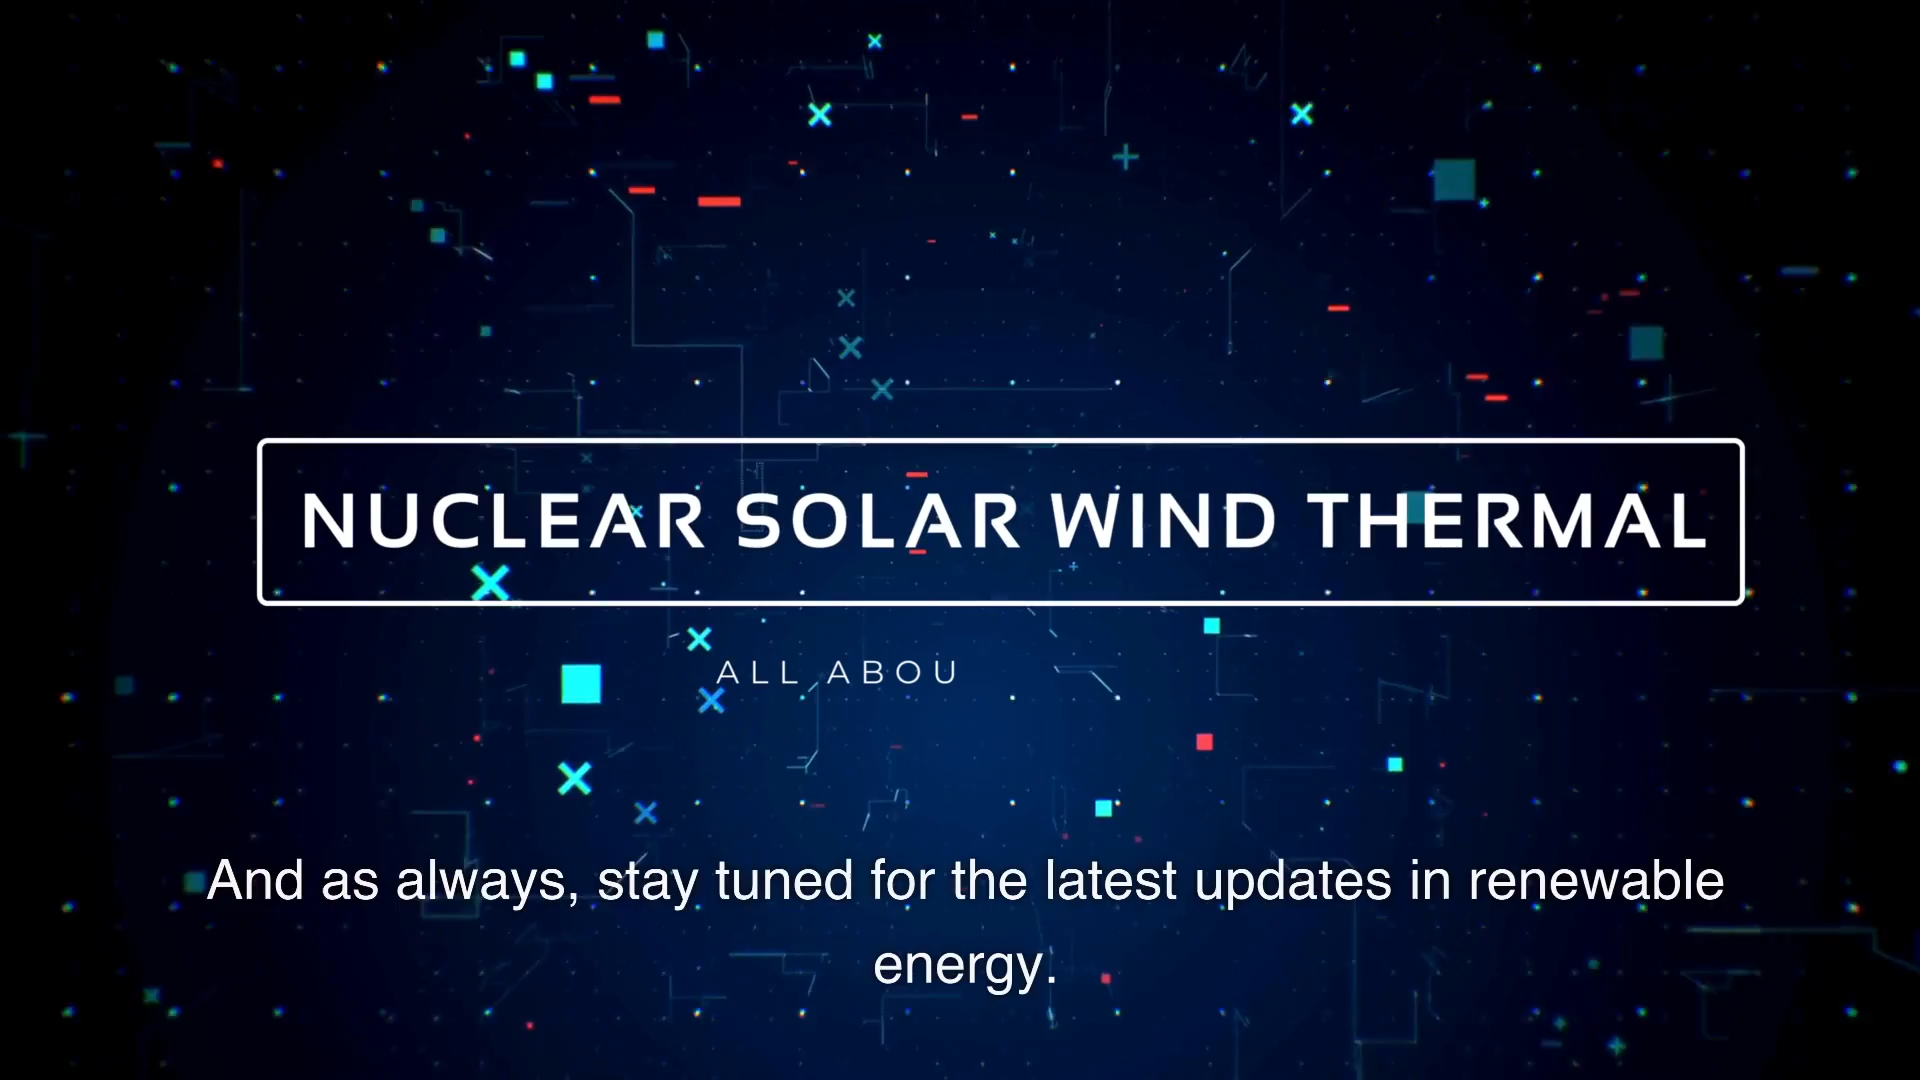 NUCLEAR SOLAR WIND THERMAL
ALL ABOU
And as always, stay tuned for the latest updates in renewable
energy.